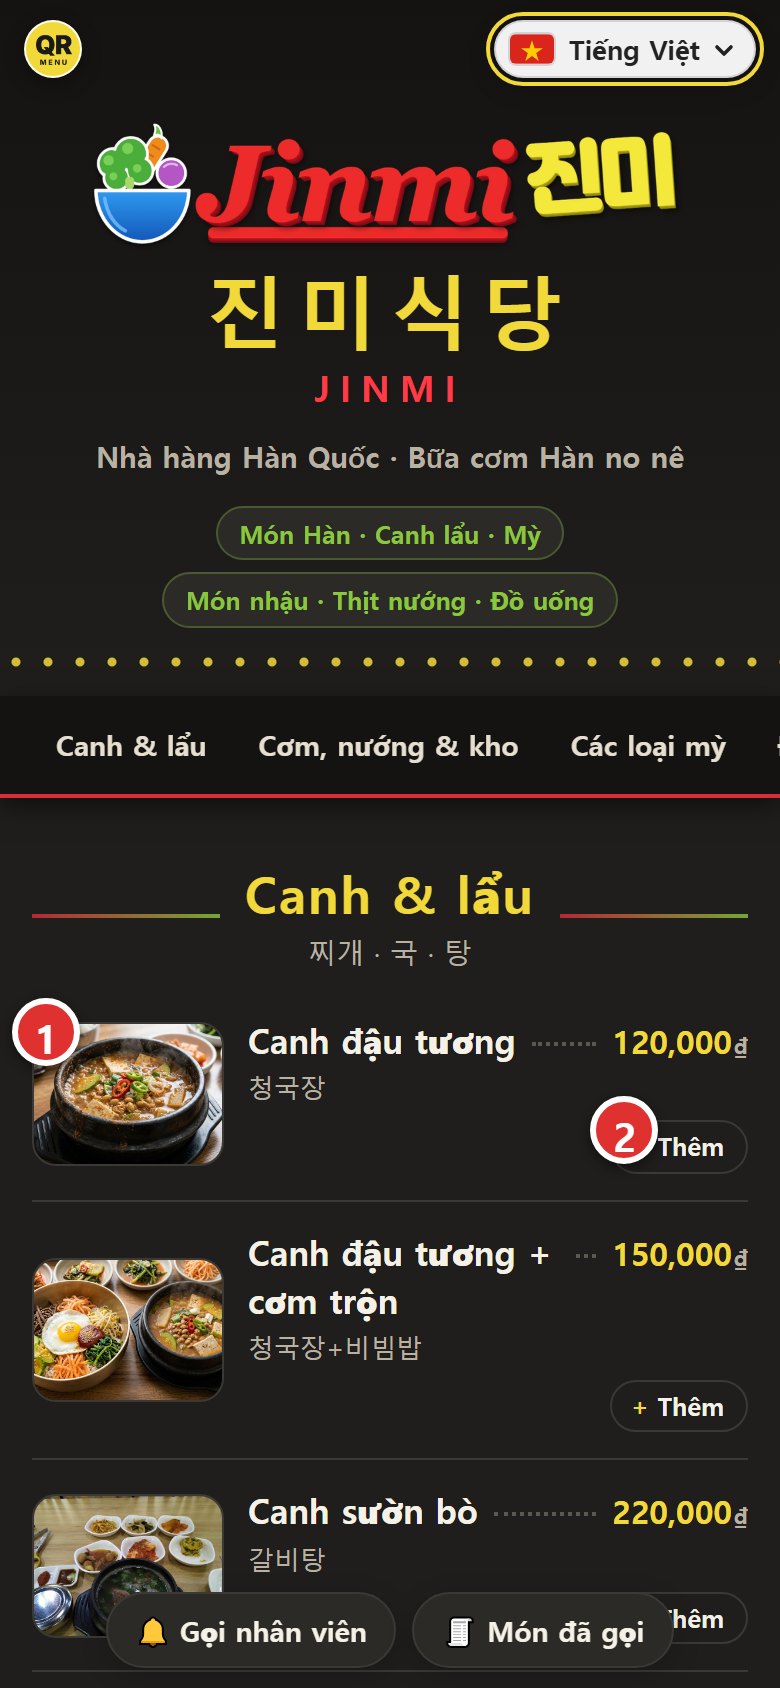 QR
MENU
Tiếng Việt
Jinmi 진미
진미식당
JINMI
Nhà hàng Hàn Quốc · Bữa cơm Hàn no nê
Món Hàn · Canh lẩu · Mỳ
Món nhậu · Thịt nướng · Đồ uống
Canh & lẩu
Cơm, nướng & kho
Các loại mỳ
Canh & lẩu
찌개 · 국 · 탕
1
Canh đậu tương
120,000₫
청국장
2
Thêm
Canh đậu tương +
150,000₫
cơm trộn
청국장+비빔밥
+ Thêm
Canh sườn bò
220,000₫
갈비탕
Gọi nhân viên
Món đã gọi